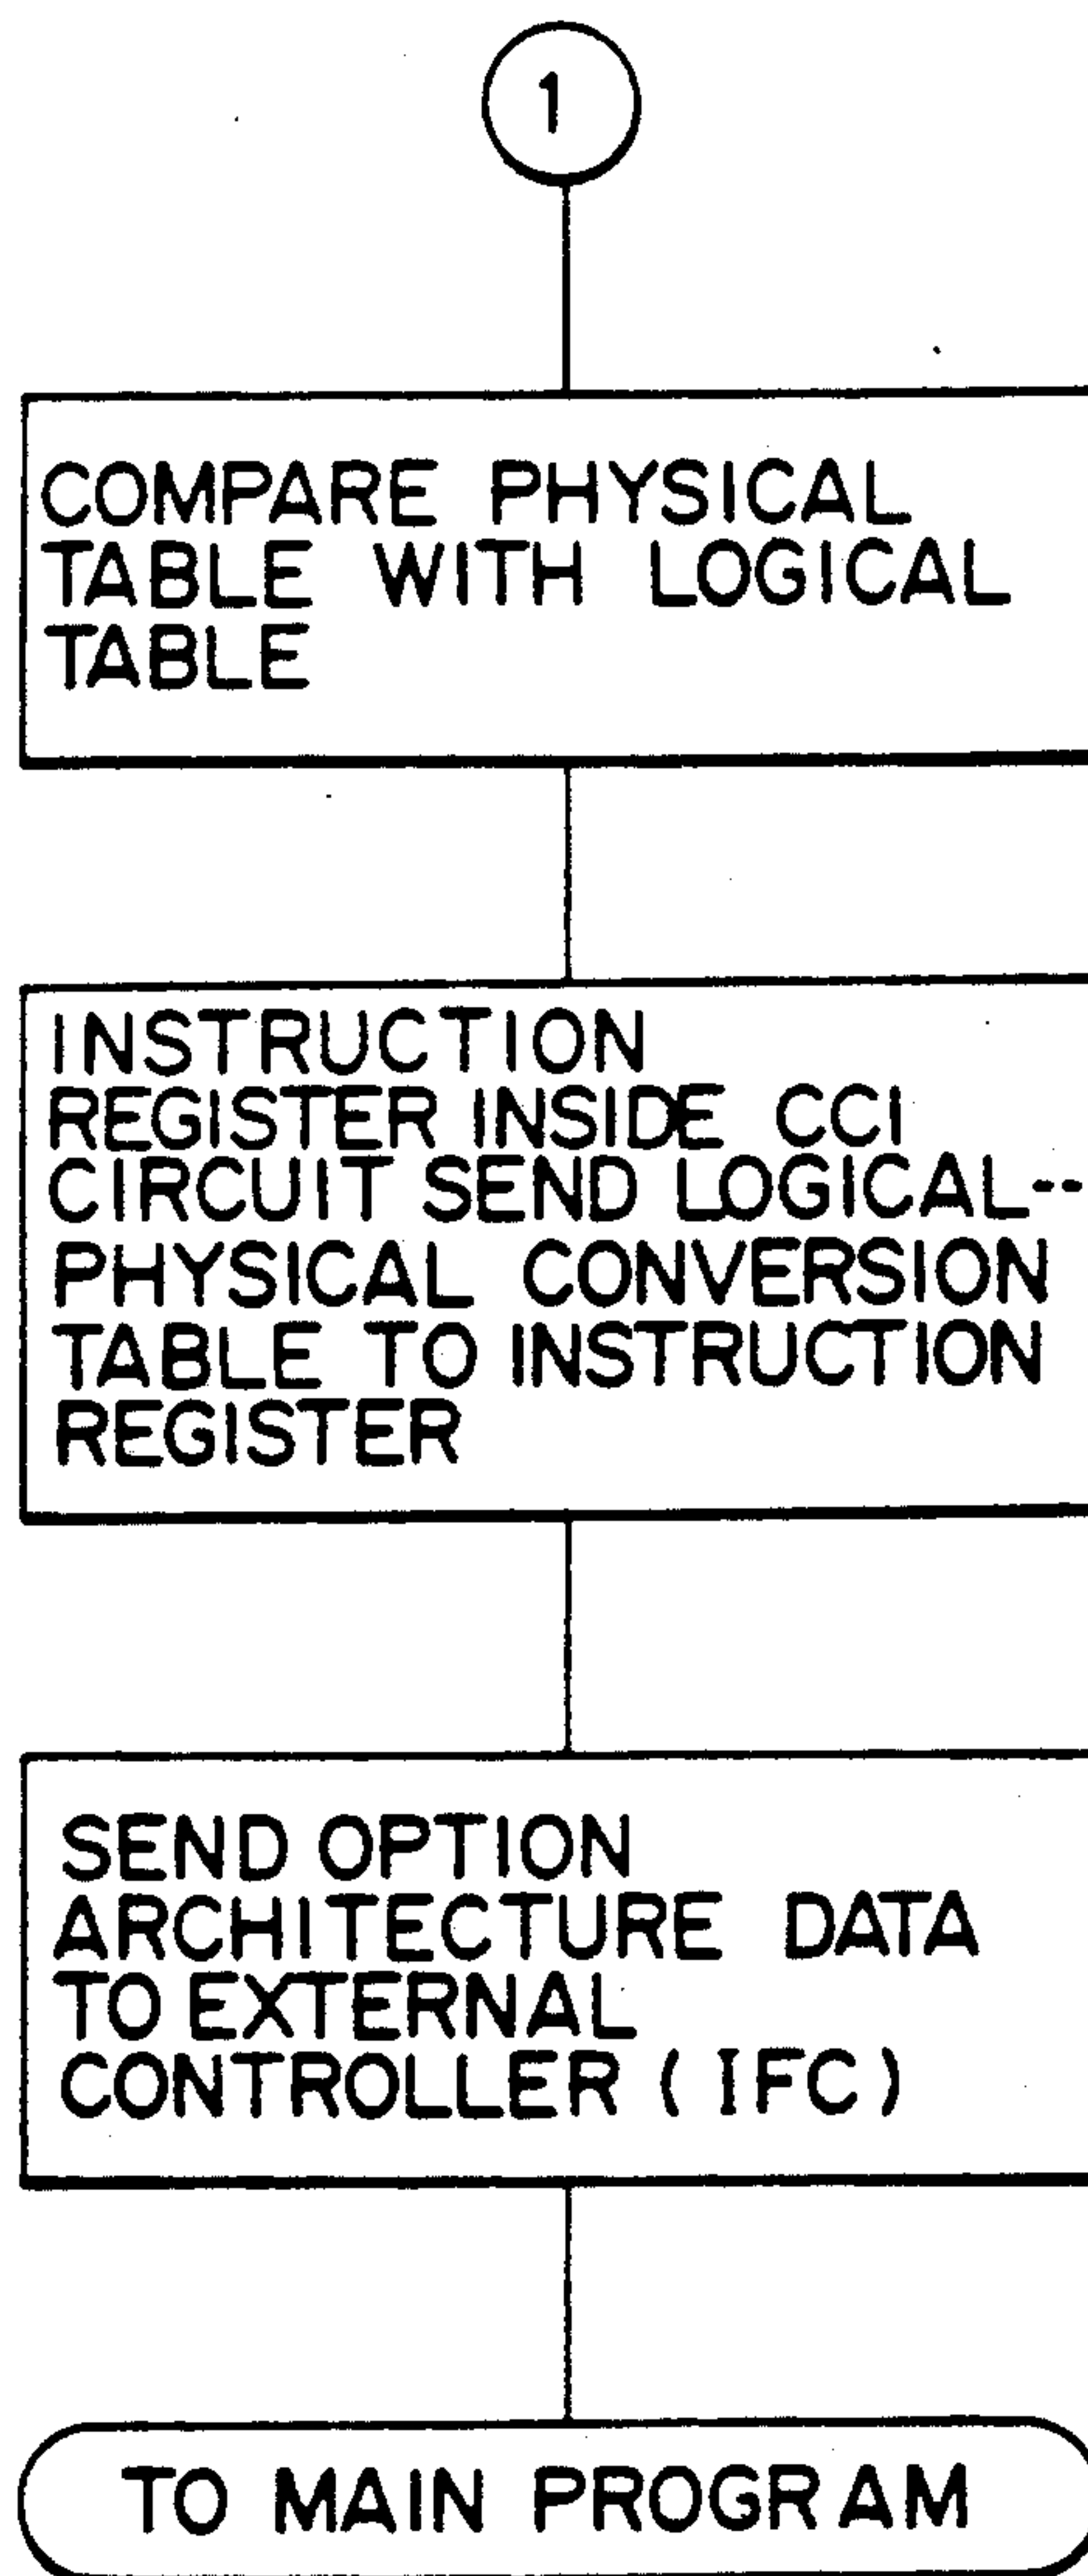 1
COMPARE PHYSICAL
TABLE WITH LOGICAL
TABLE
INSTRUCTION
REGISTER INSIDE CCI
CIRCUIT SEND LOGICAL--
PHYSICAL CONVERSION
TABLE TO INSTRUCTION
REGISTER
SEND OPTION
ARCHITECTURE DATA
TO EXTERNAL
CONTROLLER ( IFC )
TO MAIN PROGRAM